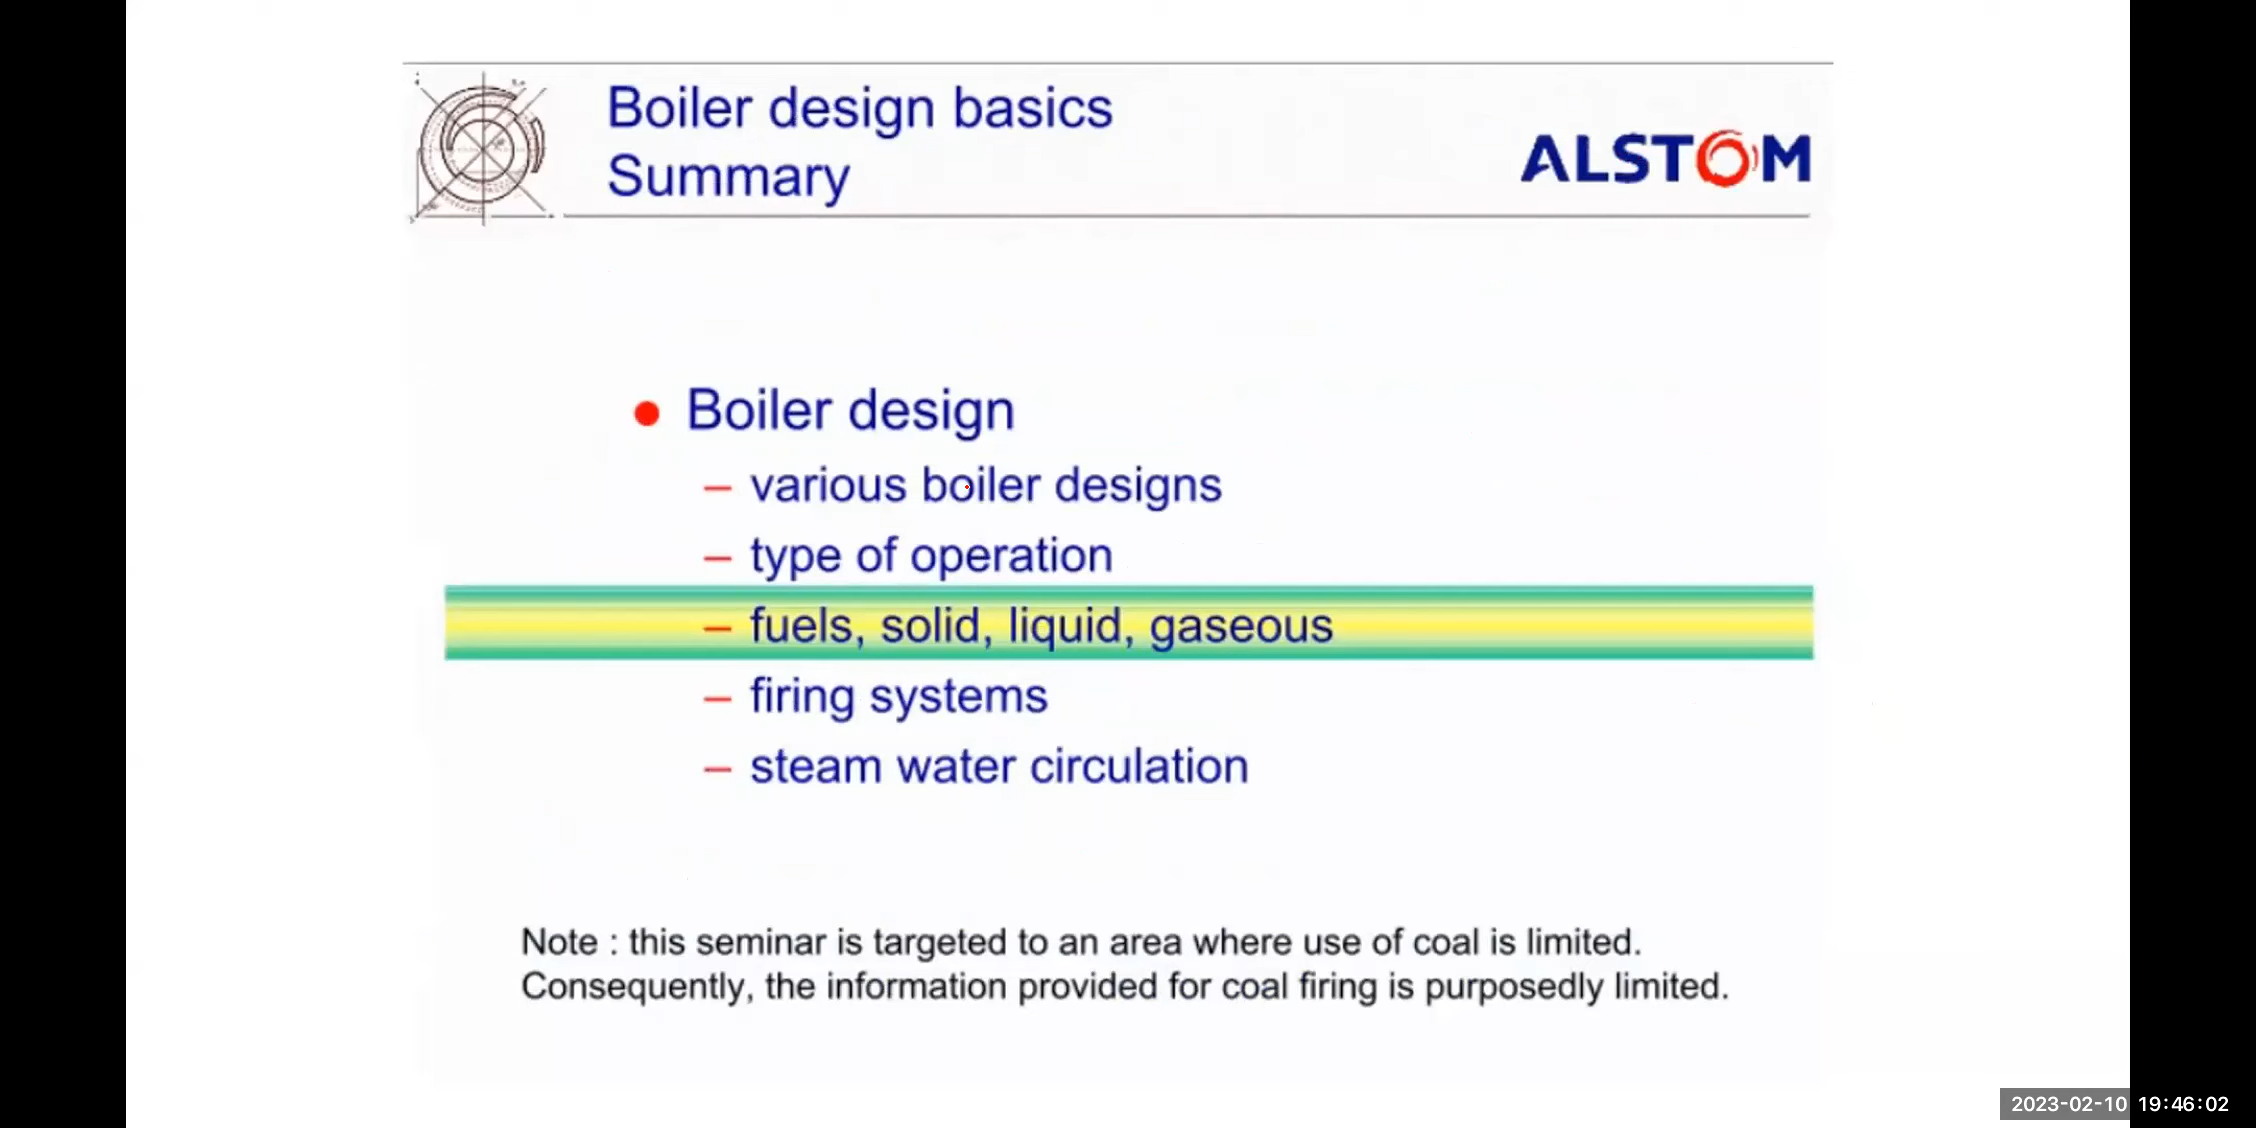 Boiler design basics
Summary
ALSTOM
● Boiler design
– various boiler designs
– type of operation
– fuels, solid, liquid, gaseous
– firing systems
– steam water circulation
Note : this seminar is targeted to an area where use of coal is limited.
Consequently, the information provided for coal firing is purposedly limited.
2023-02-10 19:46:02